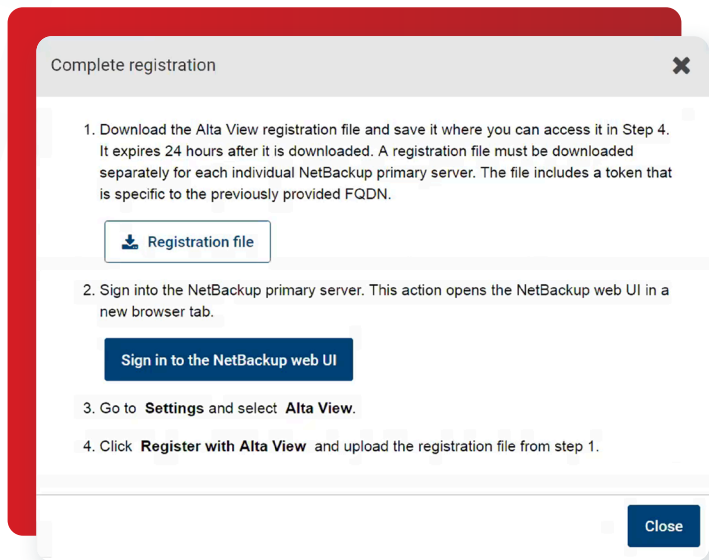 Complete registration
1. Download the Alta View registration file and save it where you can access it in Step 4.
It expires 24 hours after it is downloaded. A registration file must be downloaded
separately for each individual NetBackup primary server. The file includes a token that
is specific to the previously provided FQDN.
Registration file
2. Sign into the NetBackup primary server. This action opens the NetBackup web UI in a
new browser tab.
Sign in to the NetBackup web UI
3. Go to Settings and select Alta View.
4. Click Register with Alta View and upload the registration file from step 1.
Close